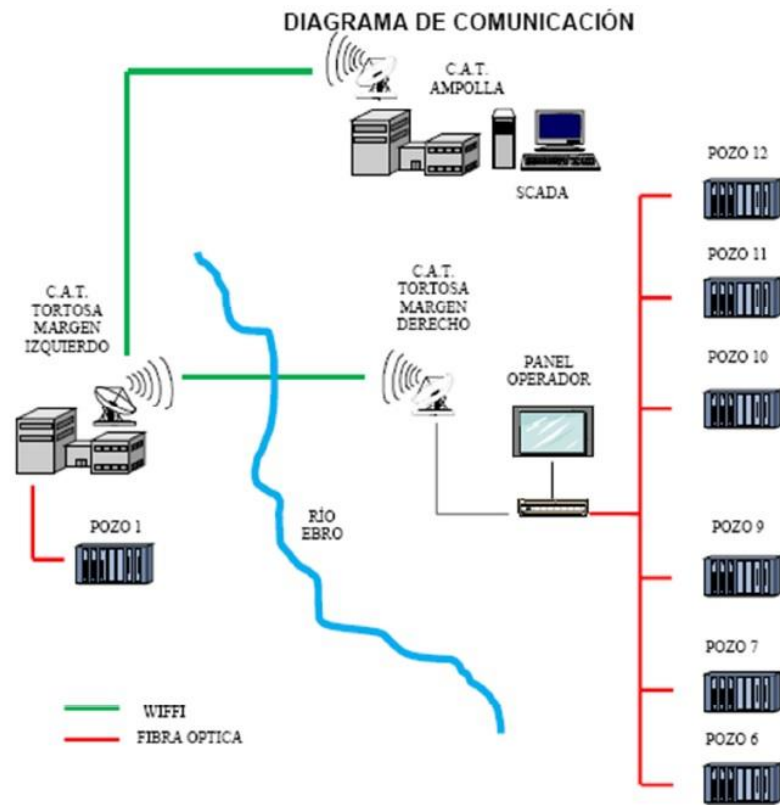 DIAGRAMA DE COMUNICACIÓN
C.A.T.
AMPOLLA
SCADA
POZO 12
POZO 11
C.A.T.
TORTOSA
MARGEN
IZQUIERDO
C.A.T.
TORTOSA
MARGEN
DERECHO
PANEL
OPERADOR
POZO 10
POZO 1
RÍO
EBRO
POZO 9
POZO 7
WIFFI
FIBRA OPTICA
POZO 6